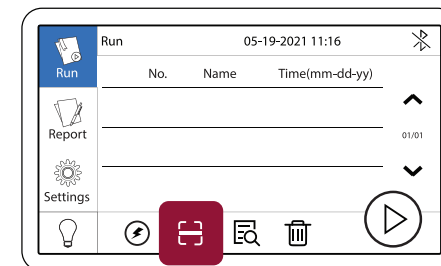 Run 05-19-2021 11:16
Run
No. Name Time(mm-dd-yy)
Report
01/01
Settings